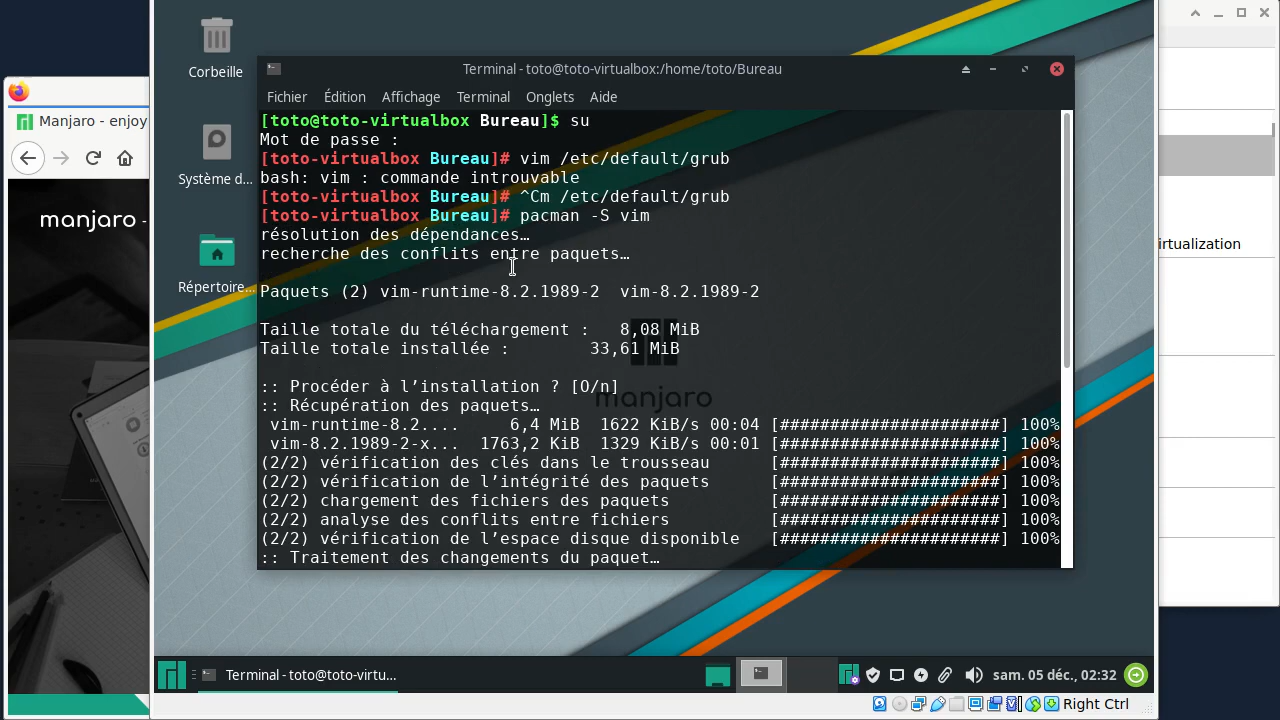 Corbeille
Système d...
Répertoire...
Manjaro - enjoy
manjaro -
irtualization
Terminal - toto@toto-virtualbox:/home/toto/Bureau
Fichier Édition Affichage Terminal Onglets Aide
[toto@toto-virtualbox Bureau]$ su
Mot de passe :
[toto-virtualbox Bureau]# vim /etc/default/grub
bash: vim : commande introuvable
[toto-virtualbox Bureau]# ^Cm /etc/default/grub
[toto-virtualbox Bureau]# pacman -S vim
résolution des dépendances…
recherche des conflits entre paquets…
Paquets (2) vim-runtime-8.2.1989-2  vim-8.2.1989-2
Taille totale du téléchargement :   8,08 MiB
Taille totale installée :        33,61 MiB
:: Procéder à l’installation ? [O/n]
:: Récupération des paquets…
vim-runtime-8.2....     6,4 MiB  1622 KiB/s 00:04 [######################] 100%
vim-8.2.1989-2-x...  1763,2 KiB  1329 KiB/s 00:01 [######################] 100%
(2/2) vérification des clés dans le trousseau      [######################] 100%
(2/2) vérification de l’intégrité des paquets      [######################] 100%
(2/2) chargement des fichiers des paquets          [######################] 100%
(2/2) analyse des conflits entre fichiers          [######################] 100%
(2/2) vérification de l’espace disque disponible   [######################] 100%
:: Traitement des changements du paquet…
manjaro
Terminal - toto@toto-virtu...
sam. 05 déc., 02:32
Right Ctrl